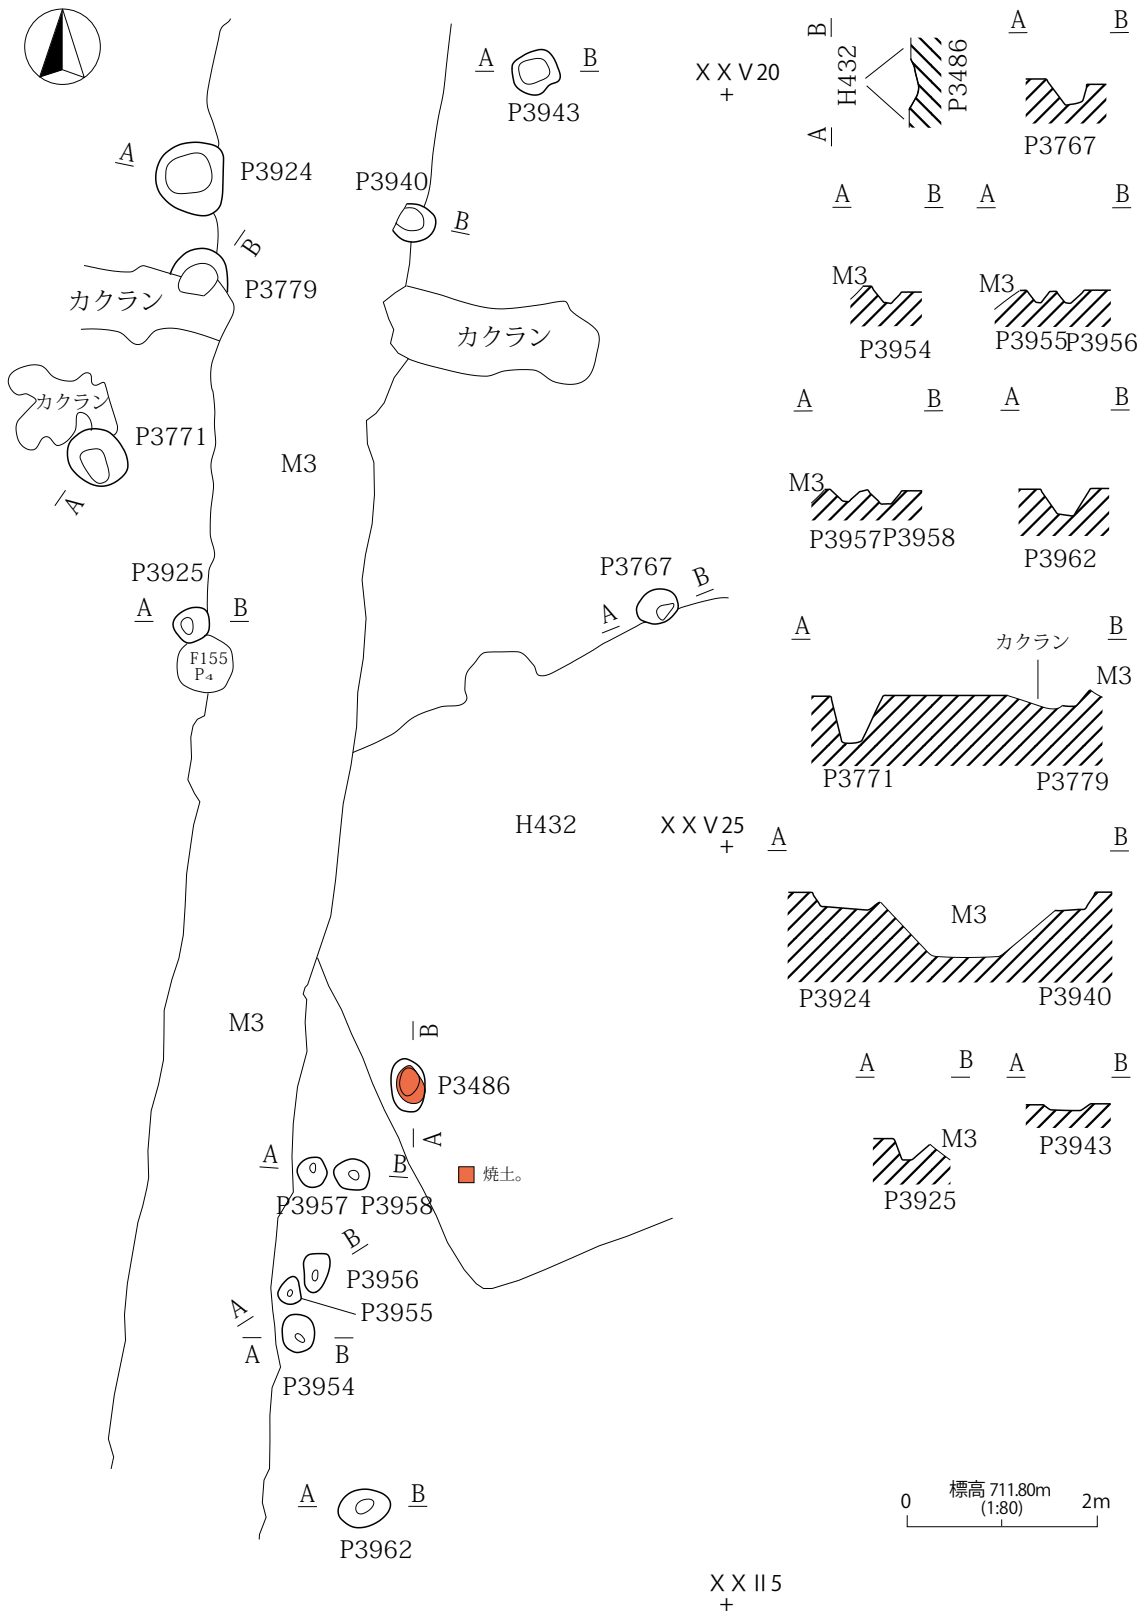 A B
P3943
X X V 20
+
B
H432
P3486
A
A B
P3767
A
P3924
P3940
B
B
P3779
カクラン
カクラン
カクラン
P3771
A
M3
A B
M3
P3954
A B
M3
P3955 P3956
A B
M3
P3957 P3958
A B
P3962
P3925
A B
F155
P4
P3767
A B
A B
カクラン
M3
P3771 P3779
H432
X X V 25
+
A B
M3
P3924 P3940
M3
B
P3486
A
焼土。
A B
P3957 P3958
A B
M3
P3925
A B
P3943
B
P3956
P3955
A
A B
P3954
A B
P3962
標高 711.80m
(1:80)
0 2m
X X II 5
+